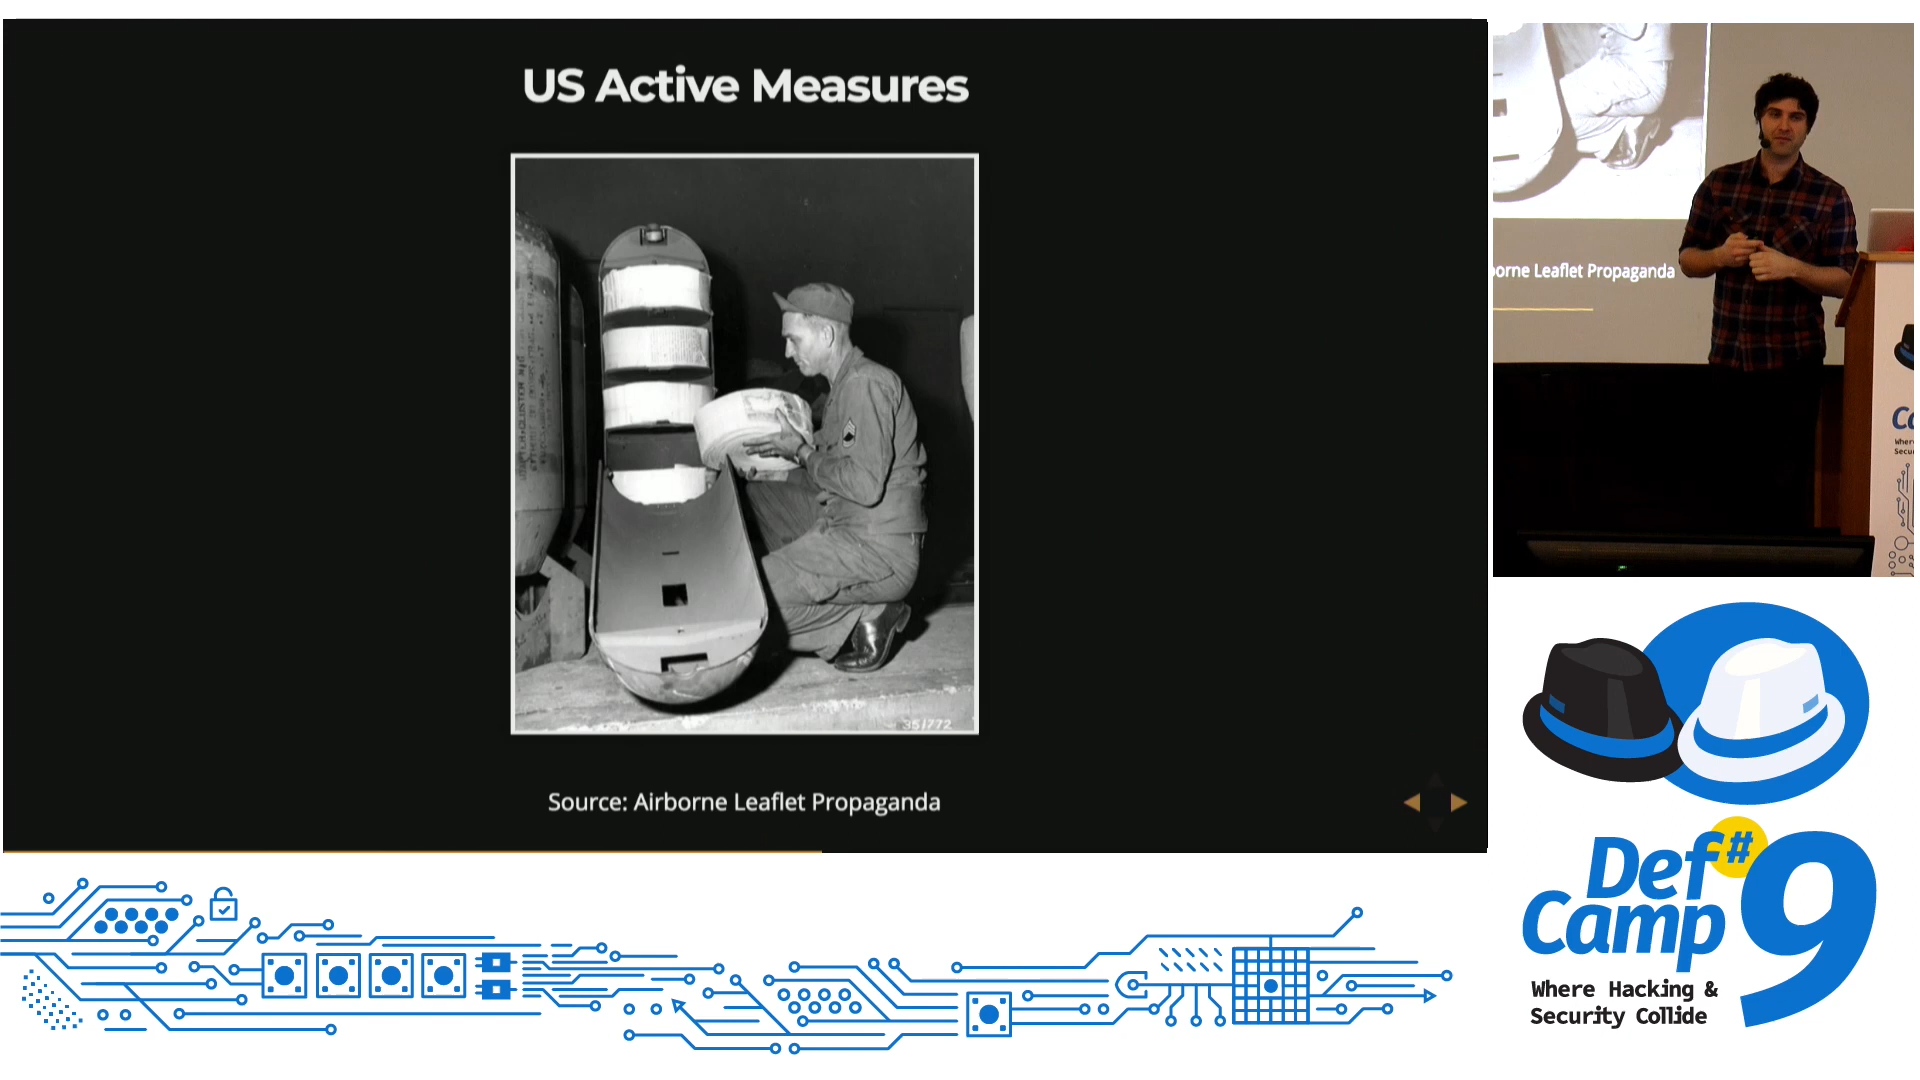 US Active Measures
351772
Source: Airborne Leaflet Propaganda
orne Leaflet Propaganda
Def
Camp
#
9
Where Hacking &
Security Collide